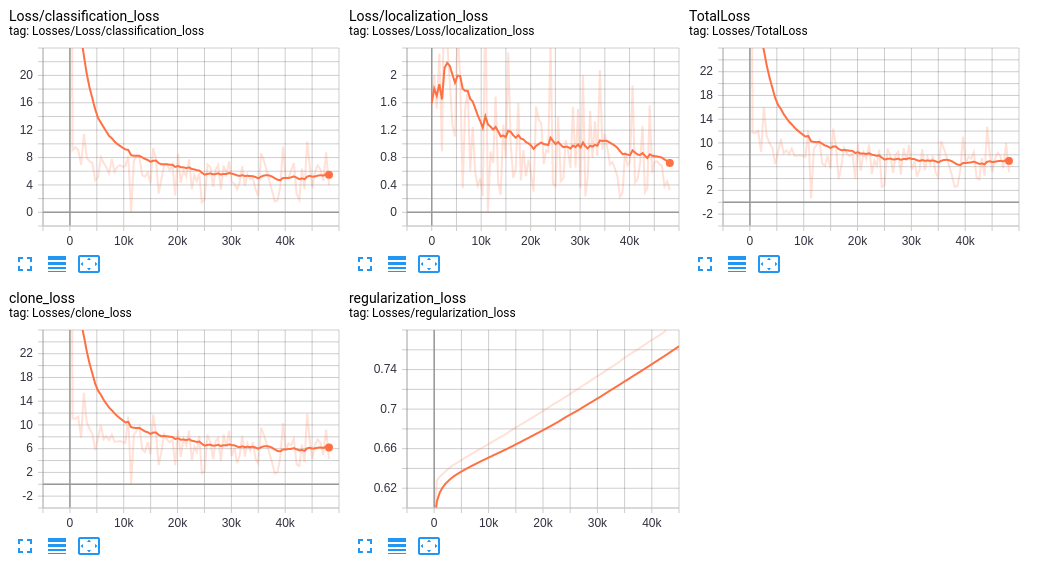 Loss/classification_loss
tag: Losses/Loss/classification_loss
20
16
12
8
4
0
0 10k 20k 30k 40k
Loss/localization_loss
tag: Losses/Loss/localization_loss
2
1.6
1.2
0.8
0.4
0
0 10k 20k 30k 40k
TotalLoss
tag: Losses/TotalLoss
22
18
14
10
6
2
-2
0 10k 20k 30k 40k
clone_loss
tag: Losses/clone_loss
22
18
14
10
6
2
-2
0 10k 20k 30k 40k
regularization_loss
tag: Losses/regularization_loss
0.74
0.7
0.66
0.62
0 10k 20k 30k 40k